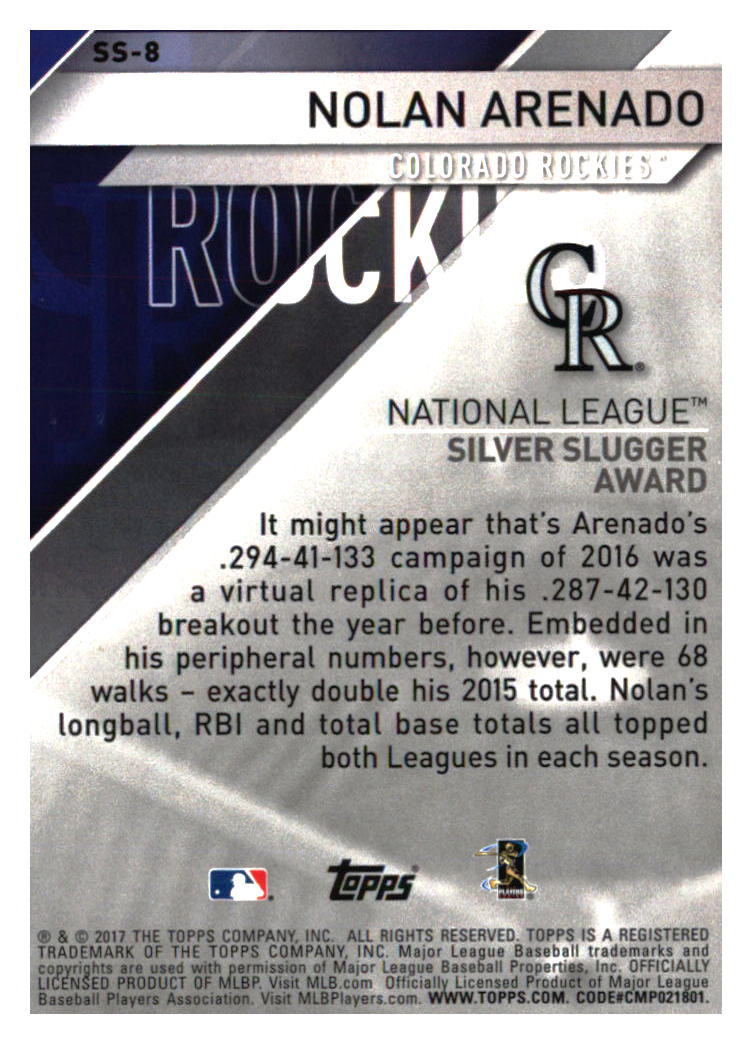 SS-8
NOLAN ARENADO
COLORADO ROCKIES™
ROCKI
CR®
NATIONAL LEAGUE™
SILVER SLUGGER
AWARD
It might appear that's Arenado's
.294-41-133 campaign of 2016 was
a virtual replica of his .287-42-130
breakout the year before. Embedded in
his peripheral numbers, however, were 68
walks – exactly double his 2015 total. Nolan's
longball, RBI and total base totals all topped
both Leagues in each season.
Topps®
PLAYERS
® & © 2017 THE TOPPS COMPANY, INC. ALL RIGHTS RESERVED. TOPPS IS A REGISTERED
TRADEMARK OF THE TOPPS COMPANY, INC. Major League Baseball trademarks and
copyrights are used with permission of Major League Baseball Properties, Inc. OFFICIALLY
LICENSED PRODUCT OF MLBP. Visit MLB.com Officially Licensed Product of Major League
Baseball Players Association. Visit MLBPlayers.com. WWW.TOPPS.COM. CODE#CMP021801.